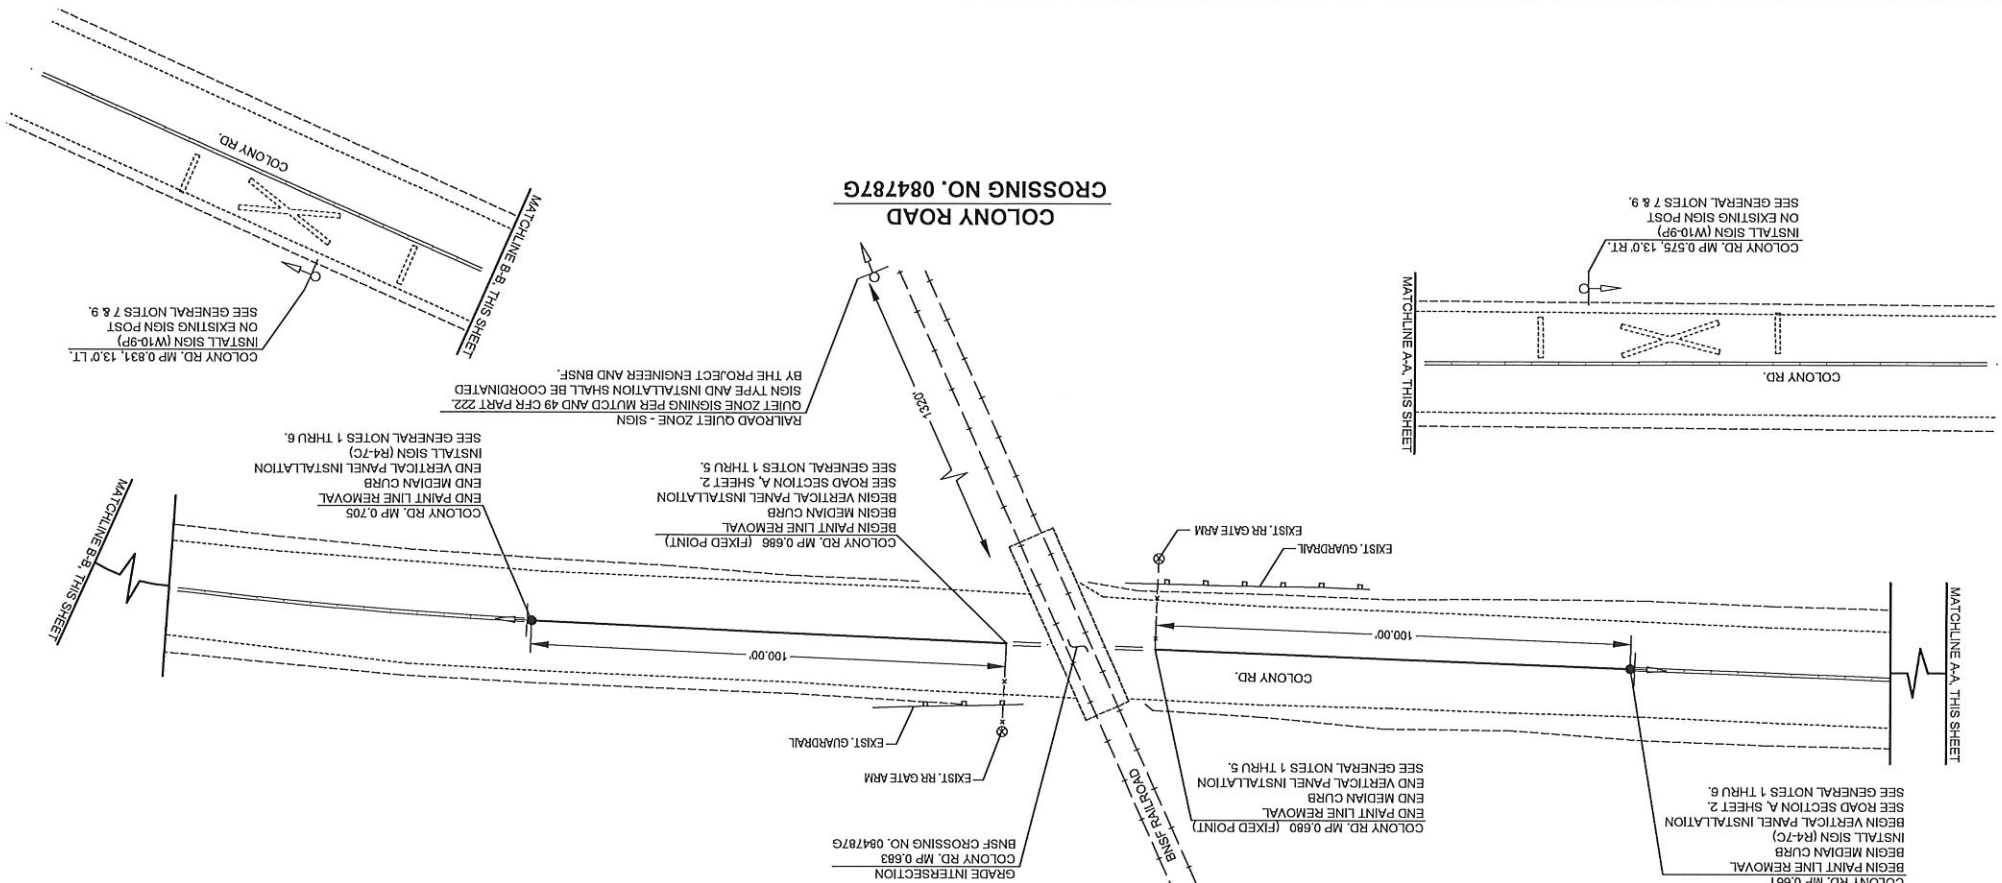 COLONY RD. MP 0.661
BEGIN PAINT LINE REMOVAL
BEGIN MEDIAN CURB
INSTALL SIGN (R4-7C)
BEGIN VERTICAL PANEL INSTALLATION
SEE ROAD SECTION A, SHEET 2.
SEE GENERAL NOTES 1 THRU 6.
GRADE INTERSECTION
COLONY RD. MP 0.683
BNSF CROSSING NO. 084787G
COLONY RD. MP 0.680 (FIXED POINT)
END PAINT LINE REMOVAL
END MEDIAN CURB
END VERTICAL PANEL INSTALLATION
SEE GENERAL NOTES 1 THRU 5.
BNSF RAILROAD
EXIST. RR GATE ARM
EXIST. GUARDRAIL
MATCHLINE A-A, THIS SHEET
COLONY RD.
100.00'
100.00'
MATCHLINE B-B, THIS SHEET
EXIST. GUARDRAIL
EXIST. RR GATE ARM
COLONY RD. MP 0.686 (FIXED POINT)
BEGIN PAINT LINE REMOVAL
BEGIN MEDIAN CURB
BEGIN VERTICAL PANEL INSTALLATION
SEE ROAD SECTION A, SHEET 2.
SEE GENERAL NOTES 1 THRU 5.
COLONY RD. MP 0.705
END PAINT LINE REMOVAL
END MEDIAN CURB
END VERTICAL PANEL INSTALLATION
INSTALL SIGN (R4-7C)
SEE GENERAL NOTES 1 THRU 6.
1320'
RAILROAD QUIET ZONE - SIGN
QUIET ZONE SIGNING PER MUTCD AND 49 CFR PART 222.
SIGN TYPE AND INSTALLATION SHALL BE COORDINATED
BY THE PROJECT ENGINEER AND BNSF.
COLONY RD.
MATCHLINE A-A, THIS SHEET
COLONY RD. MP 0.575, 13.0' RT.
INSTALL SIGN (W10-9P)
ON EXISTING SIGN POST
SEE GENERAL NOTES 7 & 9.
COLONY ROAD
CROSSING NO. 084787G
COLONY RD. MP 0.831, 13.0' LT.
INSTALL SIGN (W10-9P)
ON EXISTING SIGN POST
SEE GENERAL NOTES 7 & 9.
MATCHLINE B-B, THIS SHEET
COLONY RD.